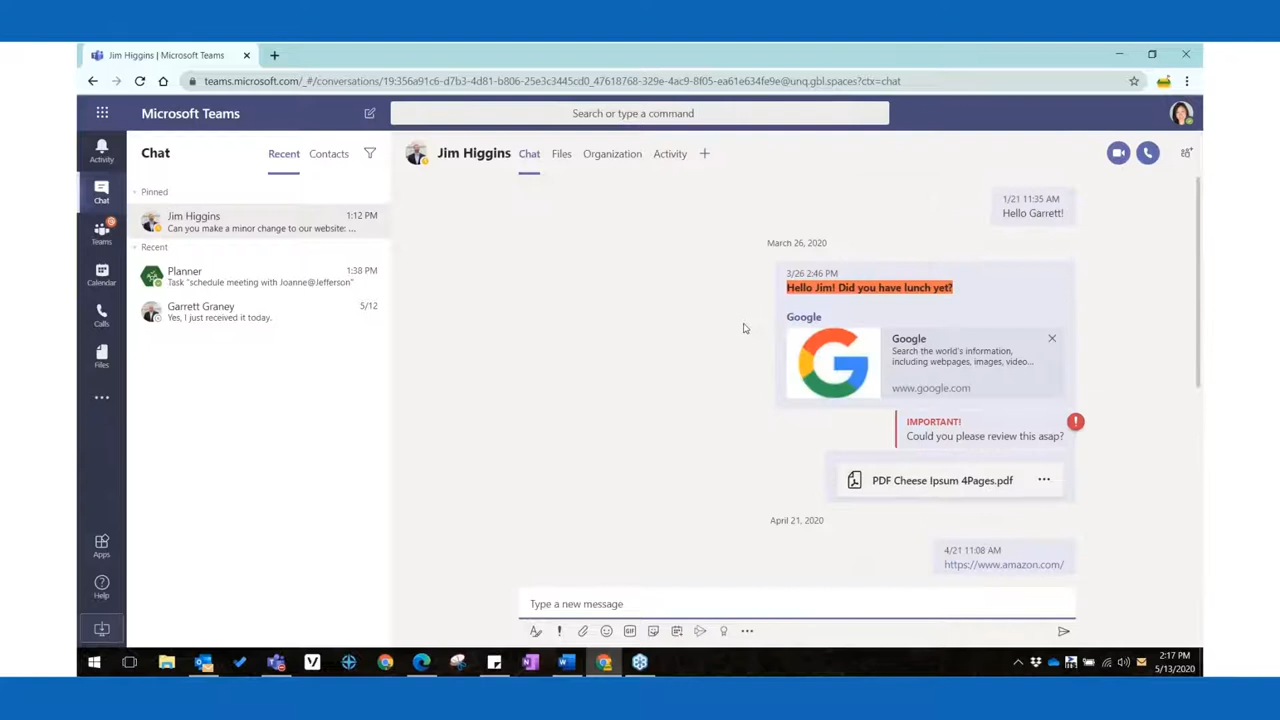 Jim Higgins | Microsoft Teams
teams.microsoft.com/_#/conversations/19:356a91c6-d7b3-4d81-b806-25e3c3445cd0_47618768-329e-4ac9-8f05-ea61e634fe9e@unq.gbl.spaces?ctx=chat
Microsoft Teams
Search or type a command
Activity
Chat
Teams
Calendar
Calls
Files
Apps
Help
Chat
Recent
Contacts
Pinned
Jim Higgins 1:12 PM
Can you make a minor change to our website: ...
Recent
Planner 1:38 PM
Task "schedule meeting with Joanne@Jefferson"
Garrett Graney 5/12
Yes, I just received it today.
Jim Higgins Chat Files Organization Activity
1/21 11:35 AM
Hello Garrett!
March 26, 2020
3/26 2:46 PM
Hello Jim! Did you have lunch yet?
Google
Google
Search the world's information,
including webpages, images, video...
www.google.com
IMPORTANT!
Could you please review this asap?
PDF Cheese Ipsum 4Pages.pdf
April 21, 2020
4/21 11:08 AM
https://www.amazon.com/
Type a new message
GIF
2:17 PM
5/13/2020